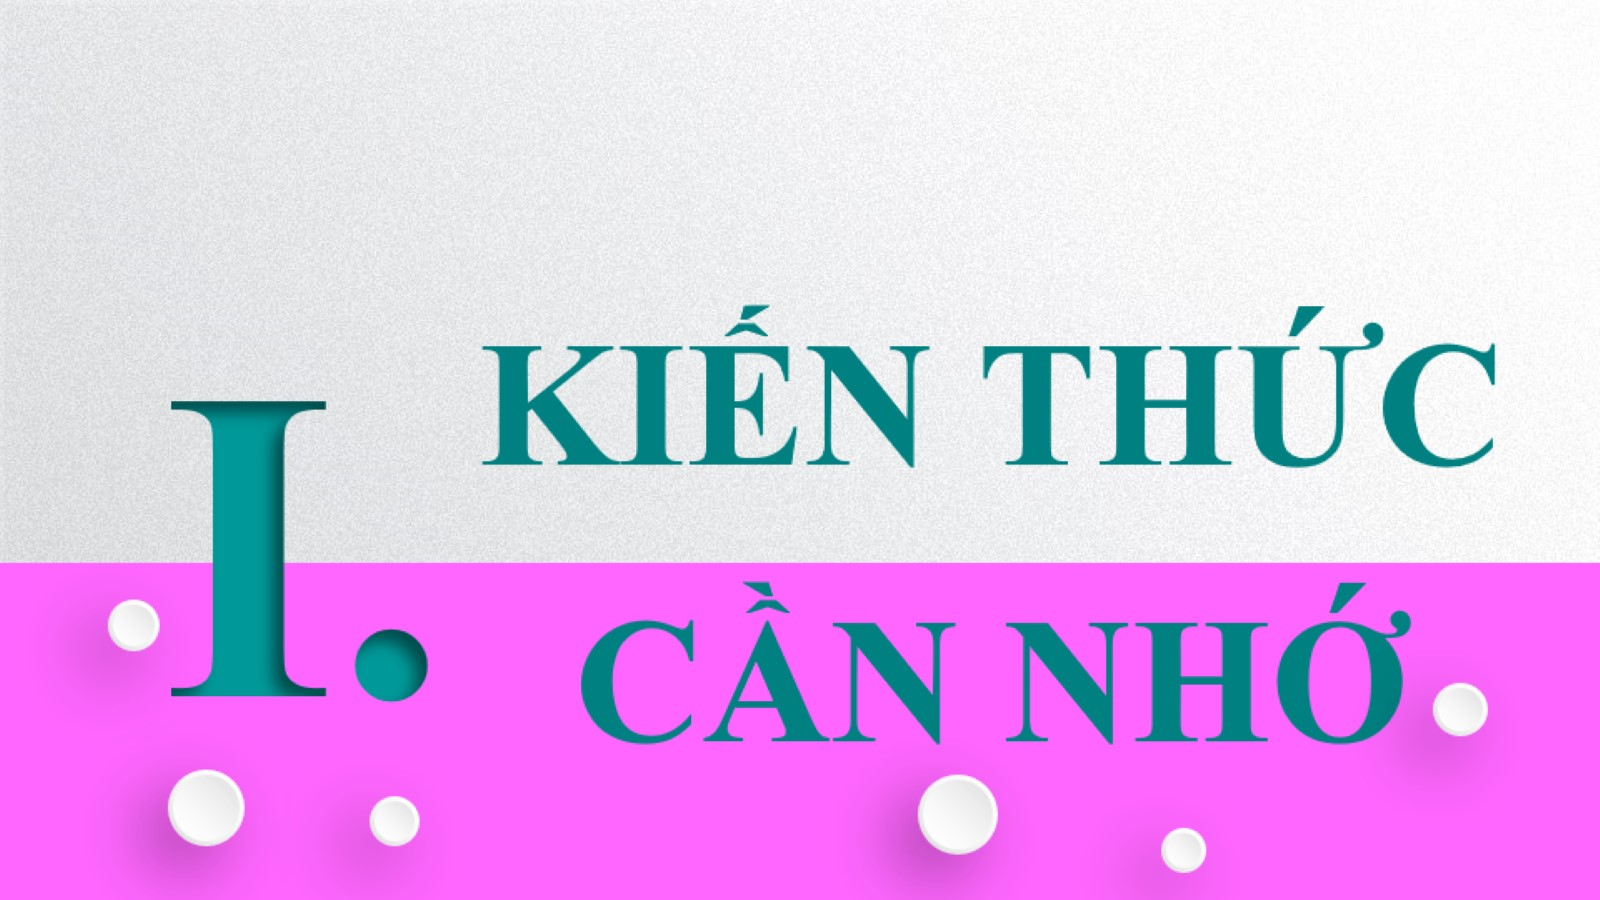 I.
KIẾN THỨC
CẦN NHỚ